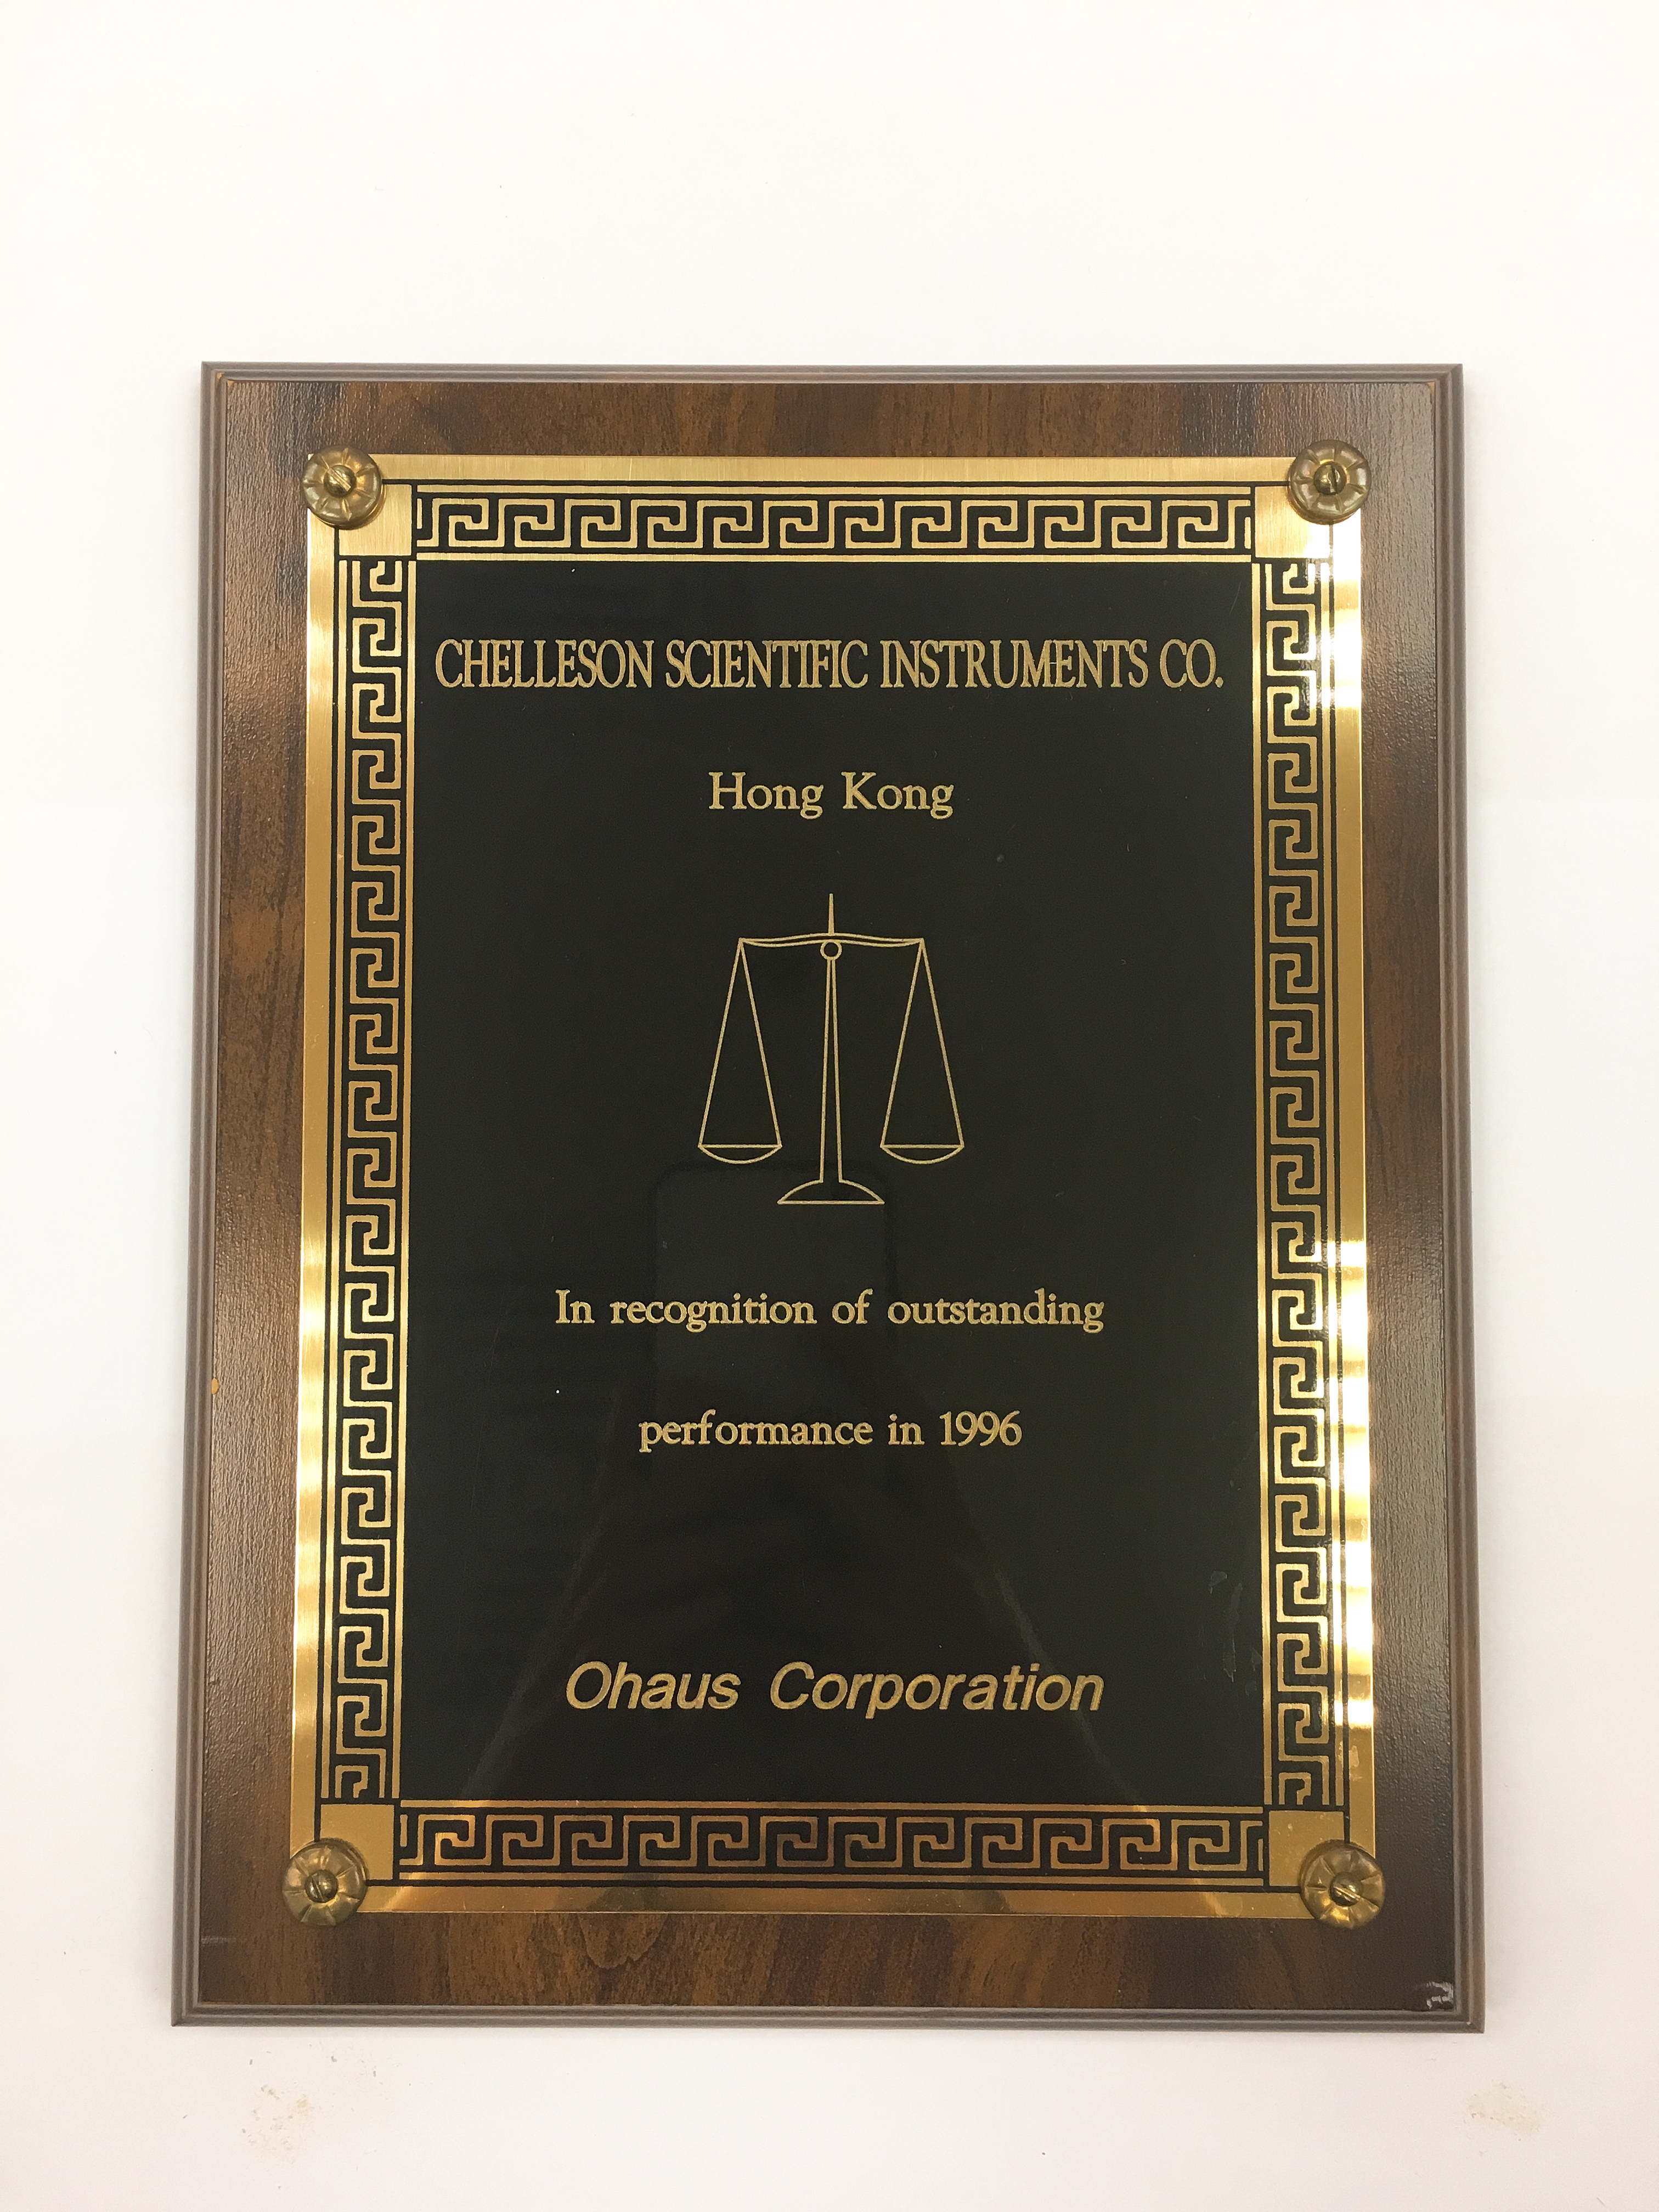 CHELLESON SCIENTIFIC INSTRUMENTS CO.
Hong Kong
In recognition of outstanding
performance in 1996
Ohaus Corporation